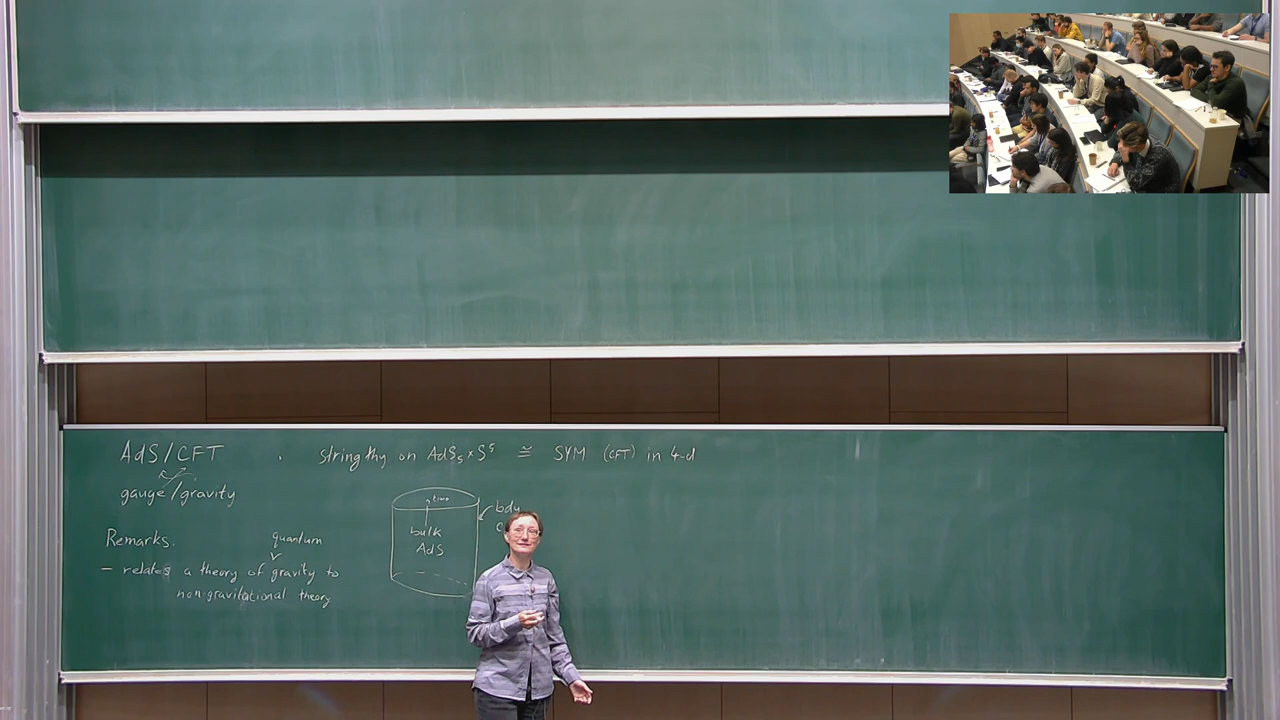 AdS/CFT
gauge/gravity
. string thy on AdS₅×S⁵ ≅ SYM (CFT) in 4-d
Remarks.
quantum
- relates a theory of gravity to
non-gravitational theory
time
bulk
AdS
bdy
C